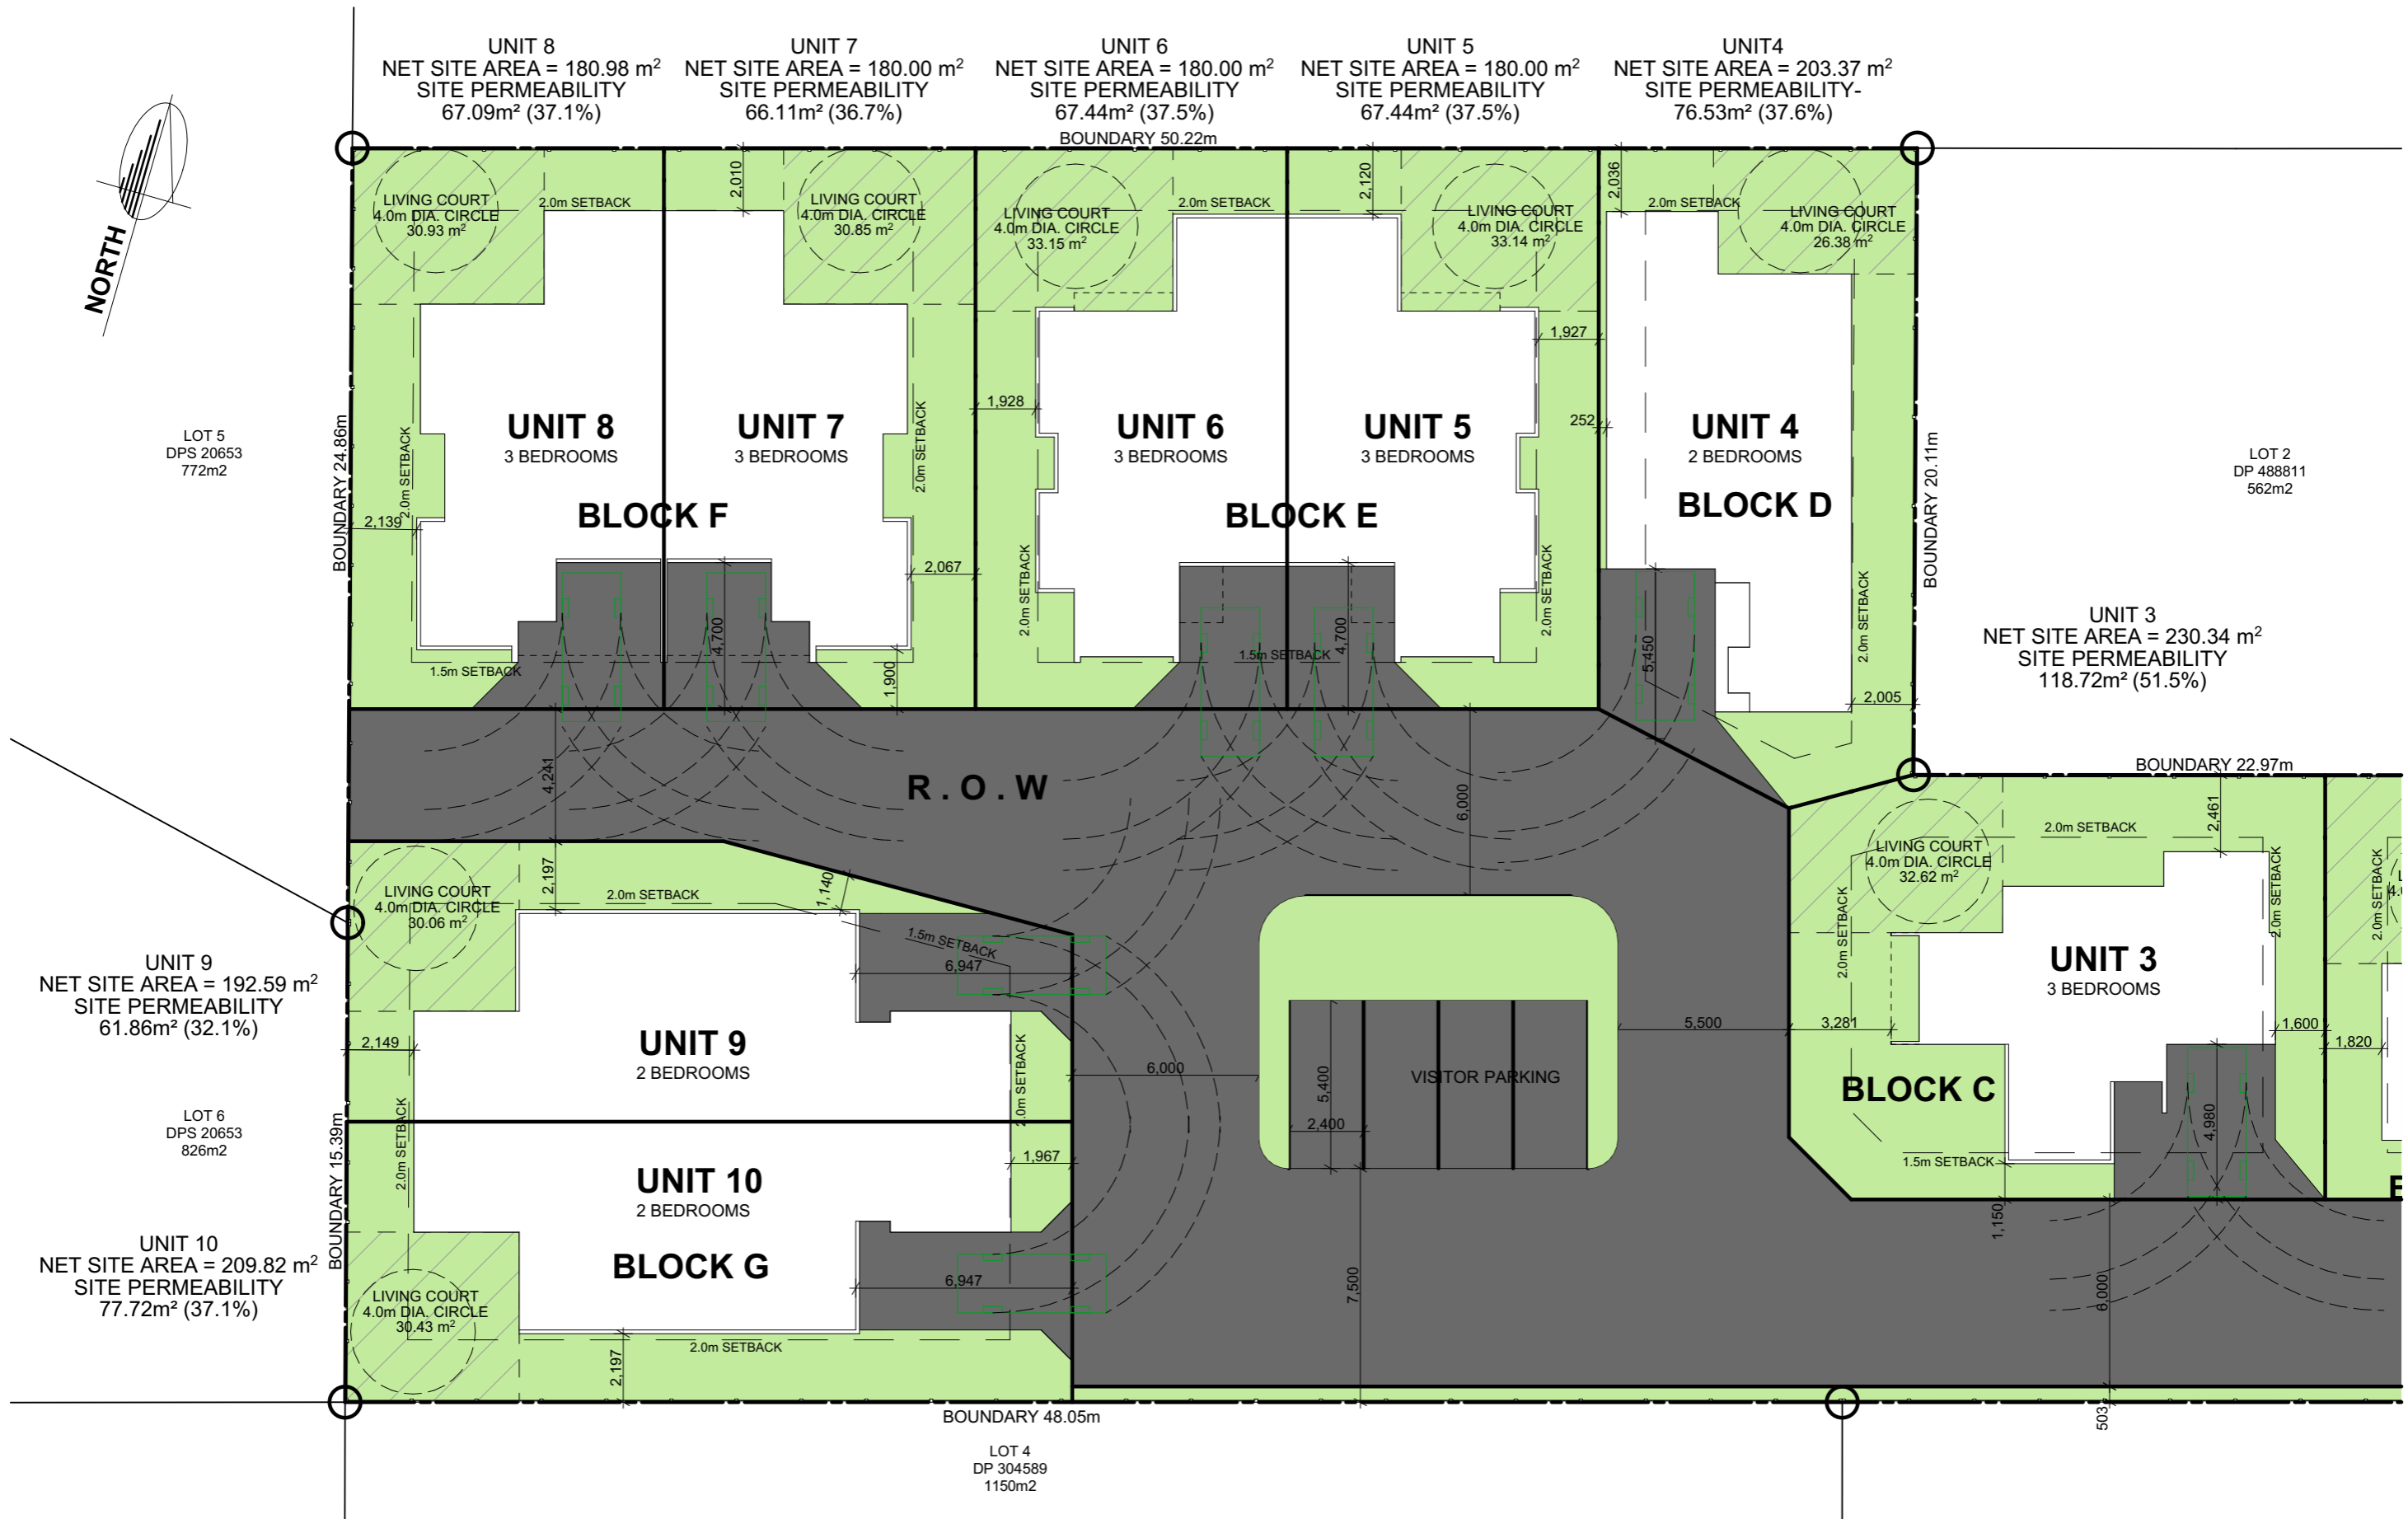 UNIT 8
NET SITE AREA = 180.98 m²
SITE PERMEABILITY
67.09m² (37.1%)
UNIT 7
NET SITE AREA = 180.00 m²
SITE PERMEABILITY
66.11m² (36.7%)
UNIT 6
NET SITE AREA = 180.00 m²
SITE PERMEABILITY
67.44m² (37.5%)
UNIT 5
NET SITE AREA = 180.00 m²
SITE PERMEABILITY
67.44m² (37.5%)
UNIT4
NET SITE AREA = 203.37 m²
SITE PERMEABILITY-
76.53m² (37.6%)
BOUNDARY 50.22m
NORTH
LIVING COURT
4.0m DIA. CIRCLE
30.93 m²
2.0m SETBACK
2,010
LIVING COURT
4.0m DIA. CIRCLE
30.85 m²
LIVING COURT
4.0m DIA. CIRCLE
33.15 m²
2.0m SETBACK
2,120
LIVING COURT
4.0m DIA. CIRCLE
33.14 m²
2,036
2.0m SETBACK
LIVING COURT
4.0m DIA. CIRCLE
26.38 m²
1,927
1,928
252
UNIT 8
3 BEDROOMS
UNIT 7
3 BEDROOMS
UNIT 6
3 BEDROOMS
UNIT 5
3 BEDROOMS
UNIT 4
2 BEDROOMS
BLOCK F
BLOCK E
BLOCK D
LOT 5
DPS 20653
772m2
BOUNDARY 24.86m
2.0m SETBACK
2.0m SETBACK
2,139
2,067
2.0m SETBACK
2.0m SETBACK
BOUNDARY 20.11m
LOT 2
DP 488811
562m2
4,700
4,700
5,450
1.5m SETBACK
1,900
1.5m SETBACK
2.0m SETBACK
2,005
UNIT 3
NET SITE AREA = 230.34 m²
SITE PERMEABILITY
118.72m² (51.5%)
BOUNDARY 22.97m
4,241
R . O . W
6,000
2,461
2.0m SETBACK
LIVING COURT
4.0m DIA. CIRCLE
32.62 m²
2.0m SETBACK
2.0m SETBACK
2.0m SETBACK
L
4.0
LIVING COURT
4.0m DIA. CIRCLE
30.06 m²
2,197
2.0m SETBACK
1,140
1.5m SETBACK
6,947
UNIT 9
NET SITE AREA = 192.59 m²
SITE PERMEABILITY
61.86m² (32.1%)
UNIT 3
3 BEDROOMS
2,149
UNIT 9
2 BEDROOMS
2.0m SETBACK
6,000
5,500
3,281
1,600
1,820
5,400
VISITOR PARKING
2,400
BLOCK C
4,980
LOT 6
DPS 20653
826m2
BOUNDARY 15.39m
2.0m SETBACK
1,967
1.5m SETBACK
UNIT 10
2 BEDROOMS
1,150
UNIT 10
NET SITE AREA = 209.82 m²
SITE PERMEABILITY
77.72m² (37.1%)
BLOCK G
6,947
7,500
6,000
LIVING COURT
4.0m DIA. CIRCLE
30.43 m²
2.0m SETBACK
2,197
503
BOUNDARY 48.05m
LOT 4
DP 304589
1150m2